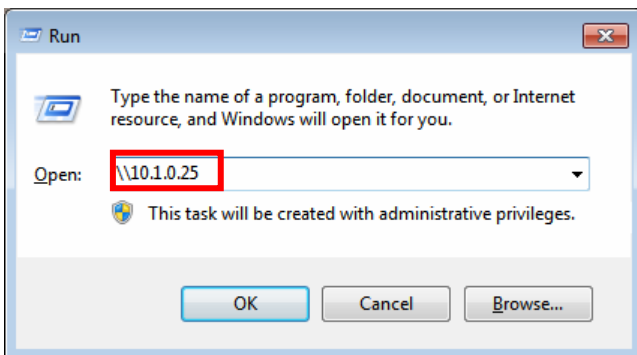 Run
Type the name of a program, folder, document, or Internet
resource, and Windows will open it for you.
Open: \\10.1.0.25
This task will be created with administrative privileges.
OK Cancel Browse...